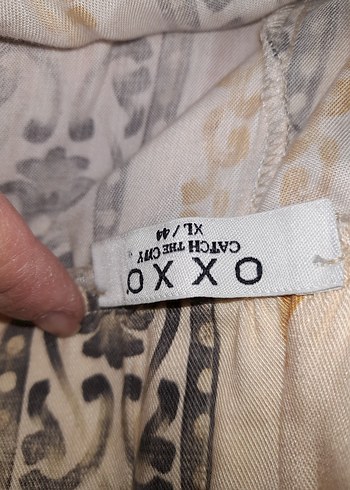 OXXO
CATCH THE CITY
XL / 44